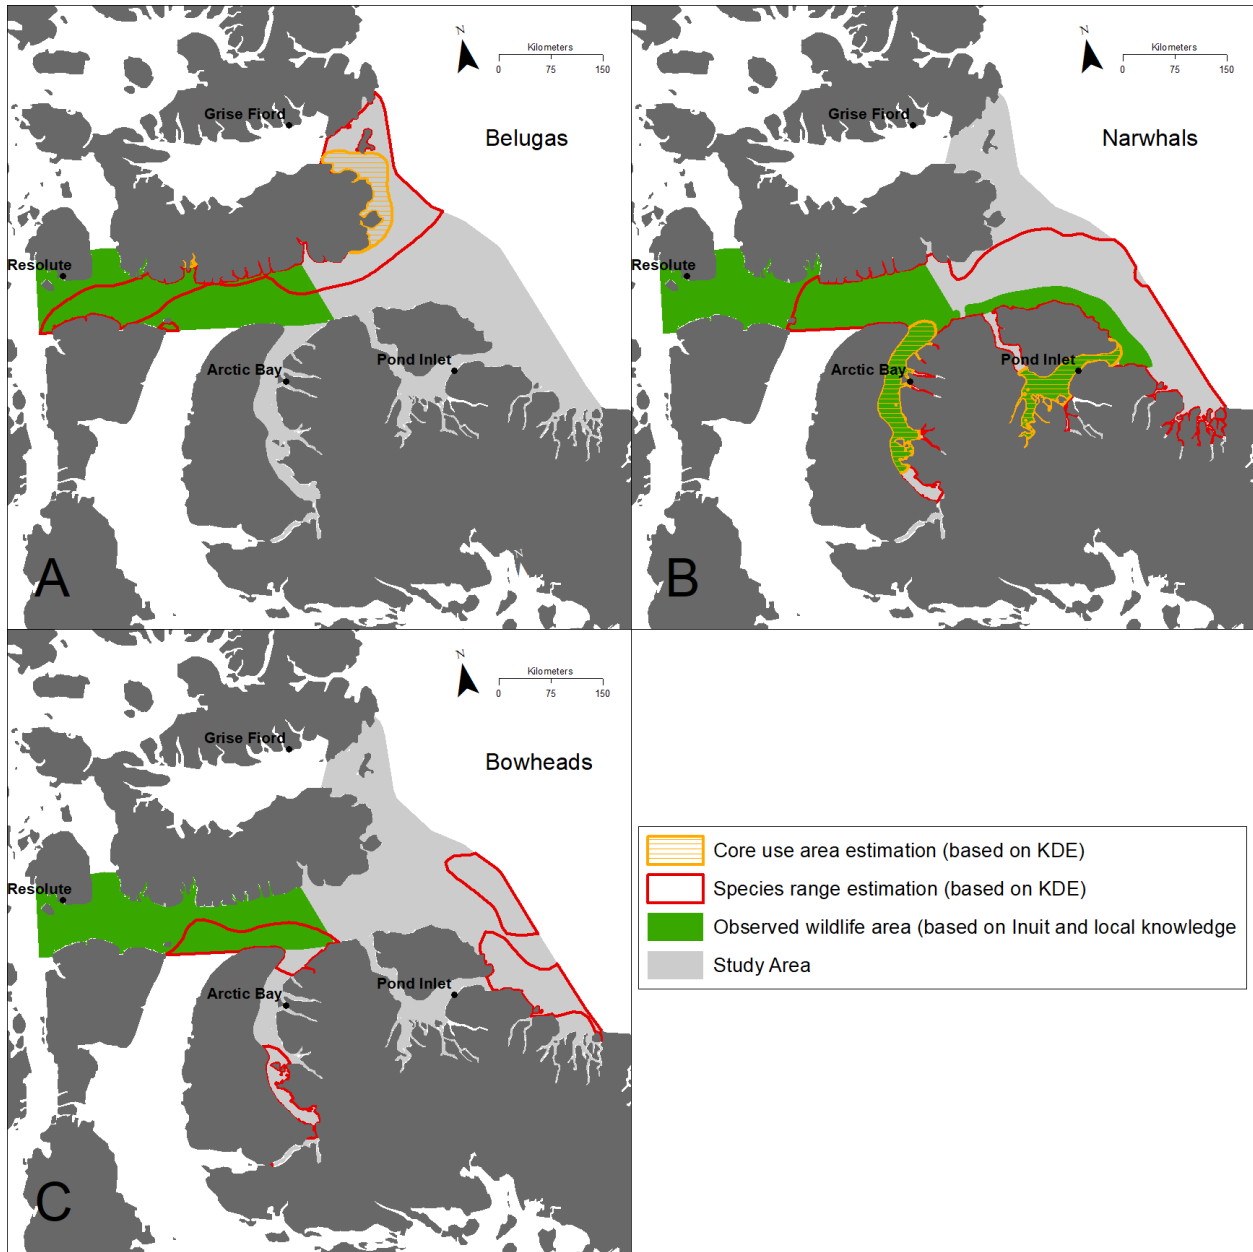 N
Kilometers
0 75 150
Grise Fiord
Belugas
Resolute
Pond Inlet
Arctic Bay
N
A
N
Kilometers
0 75 150
Grise Fiord
Narwhals
Resolute
Pond Inlet
Arctic Bay
B
N
Kilometers
0 75 150
Grise Fiord
Bowheads
Resolute
Pond Inlet
Arctic Bay
C
Core use area estimation (based on KDE)
Species range estimation (based on KDE)
Observed wildlife area (based on Inuit and local knowledge
Study Area